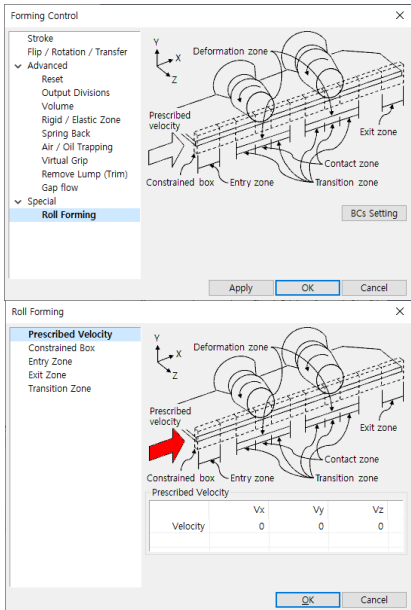 Forming Control
Stroke
Flip / Rotation / Transfer
Advanced
Reset
Output Divisions
Volume
Rigid / Elastic Zone
Spring Back
Air / Oil Trapping
Virtual Grip
Remove Lump (Trim)
Gap flow
Special
Roll Forming
Y
X
Z
Deformation zone
Prescribed
velocity
Exit zone
Contact zone
Constrained box
Entry zone
Transition zone
BCs Setting
Apply
OK
Cancel
Roll Forming
Prescribed Velocity
Constrained Box
Entry Zone
Exit Zone
Transition Zone
Y
X
Z
Deformation zone
Prescribed
velocity
Exit zone
Contact zone
Constrained box
Entry zone
Transition zone
Prescribed Velocity
Vx Vy Vz
Velocity 0 0 0
OK
Cancel